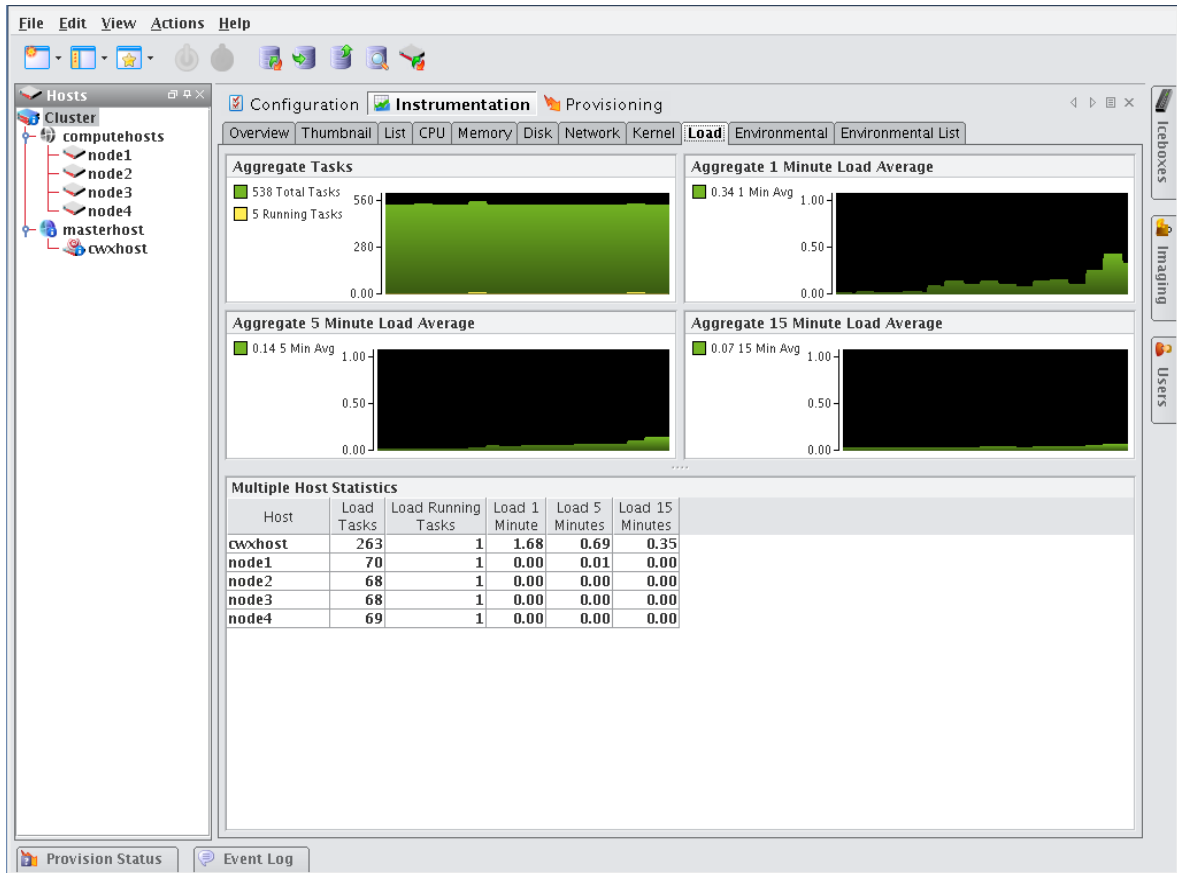 File Edit View Actions Help
Hosts
Cluster
computehosts
node1
node2
node3
node4
masterhost
cwxhost
Configuration Instrumentation Provisioning
Overview Thumbnail List CPU Memory Disk Network Kernel Load Environmental Environmental List
Aggregate Tasks
538 Total Tasks
5 Running Tasks
560
280
0.00
Aggregate 1 Minute Load Average
0.34 1 Min Avg
1.00
0.50
0.00
Aggregate 5 Minute Load Average
0.14 5 Min Avg
1.00
0.50
0.00
Aggregate 15 Minute Load Average
0.07 15 Min Avg
1.00
0.50
0.00
Multiple Host Statistics
Host Load Tasks Load Running Tasks Load 1 Minute Load 5 Minutes Load 15 Minutes
cwxhost 263 1 1.68 0.69 0.35
node1 70 1 0.00 0.01 0.00
node2 68 1 0.00 0.00 0.00
node3 68 1 0.00 0.00 0.00
node4 69 1 0.00 0.00 0.00
Iceboxes
Imaging
Users
Provision Status Event Log